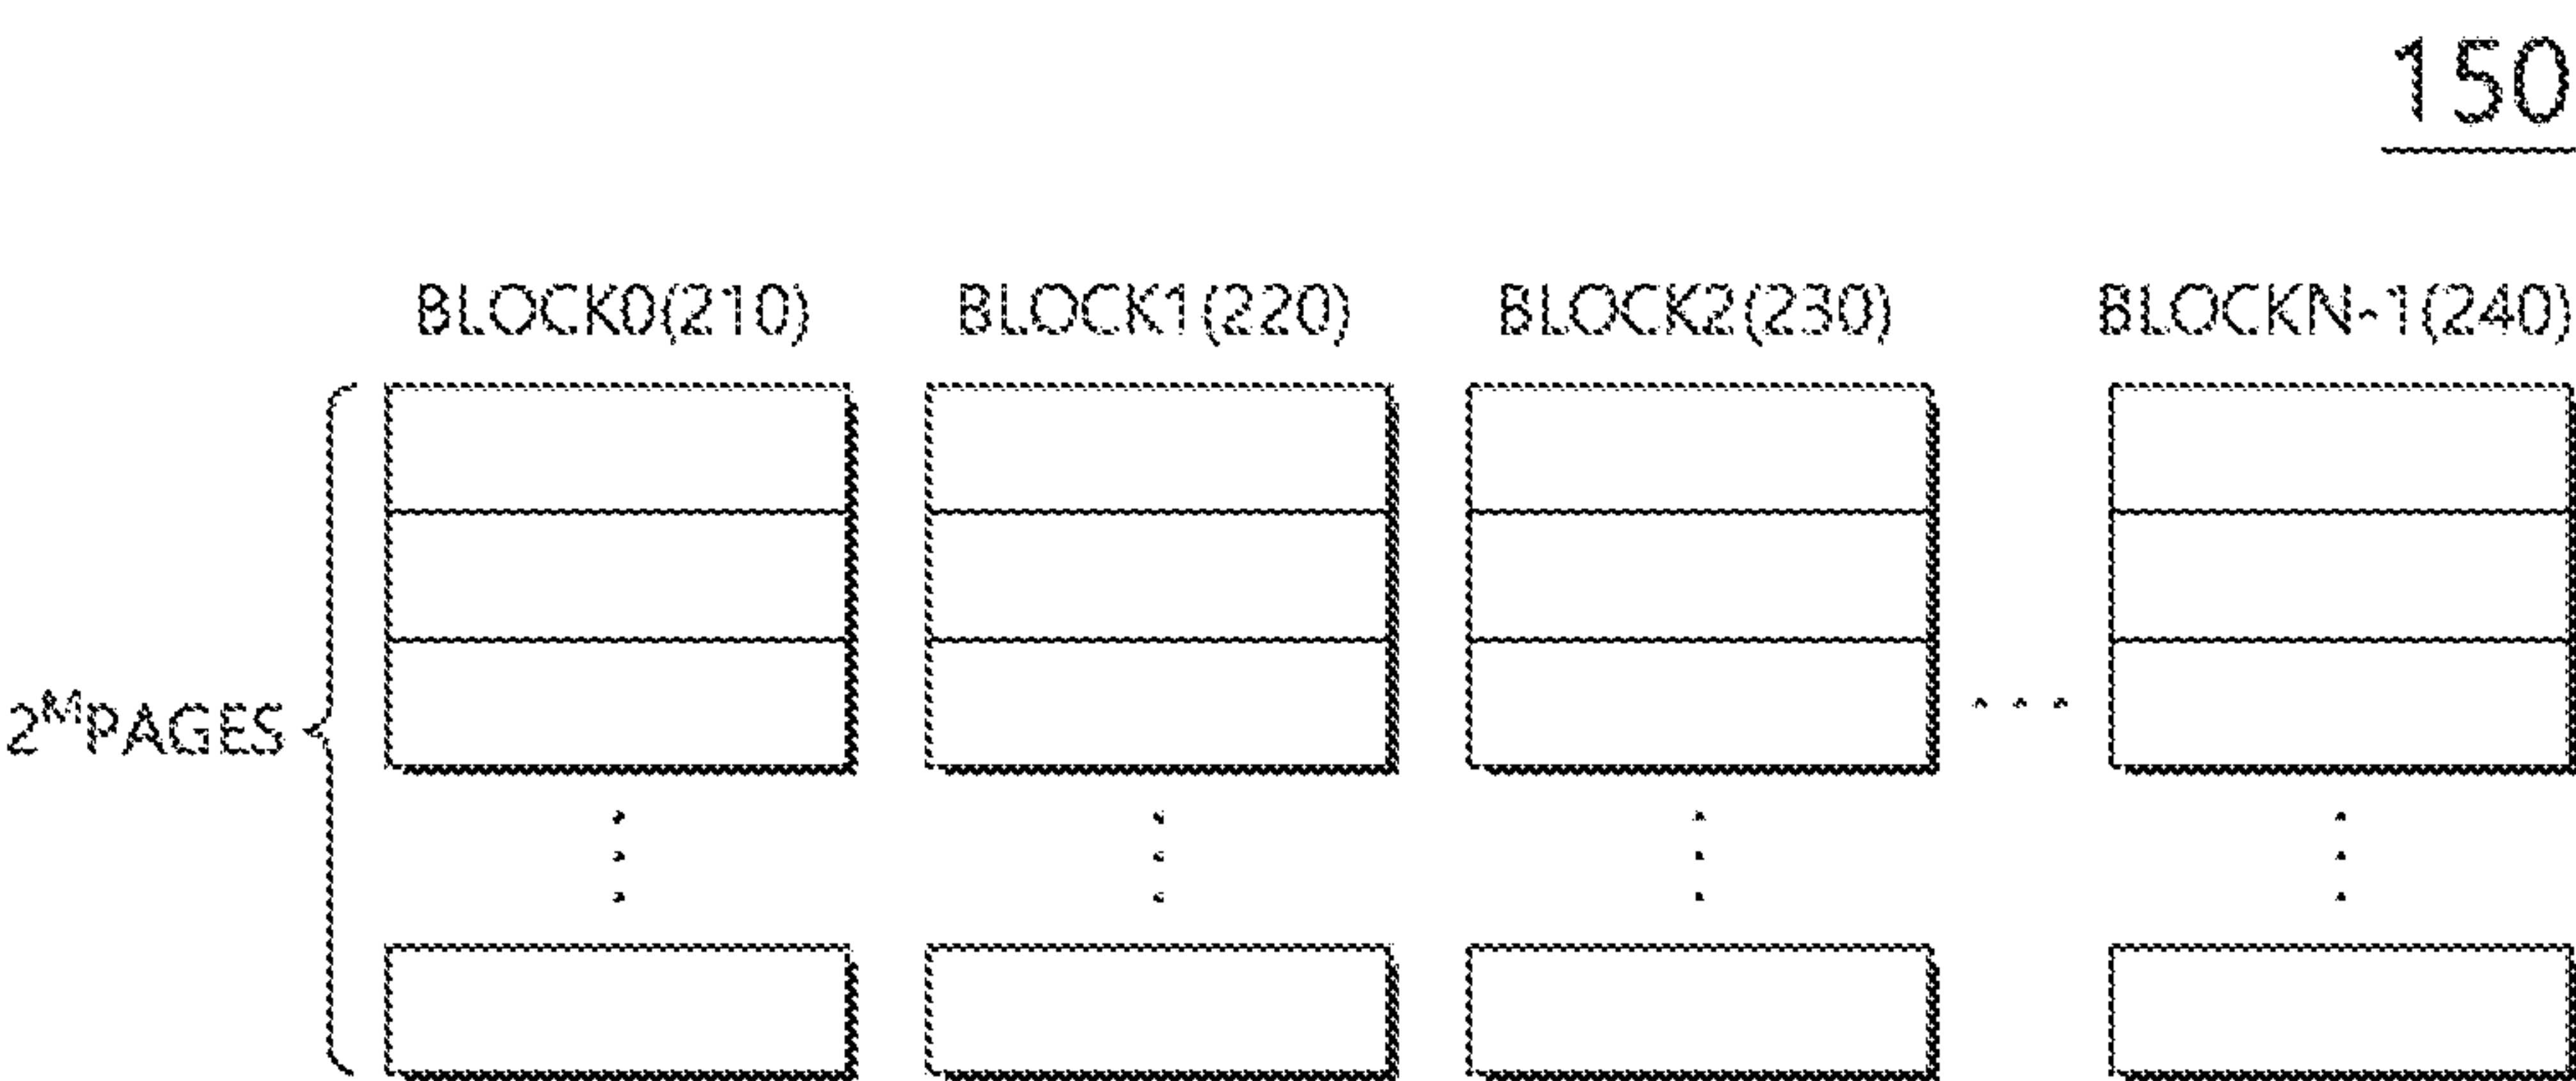 150
BLOCK0(210) BLOCK1(220) BLOCK2(230) BLOCKN-1(240)
2ᴹPAGES